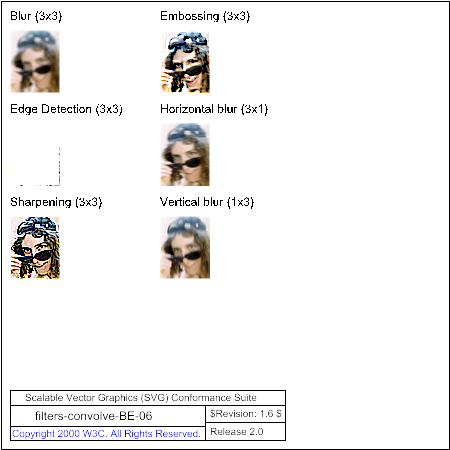 Blur (3x3)
Embossing (3x3)
Edge Detection (3x3)
Horizontal blur (3x1)
Sharpening (3x3)
Vertical blur (1x3)
Scalable Vector Graphics (SVG) Conformance Suite
filters-convolve-BE-06
$Revision: 1.6 $
Copyright 2000 W3C. All Rights Reserved.
Release 2.0